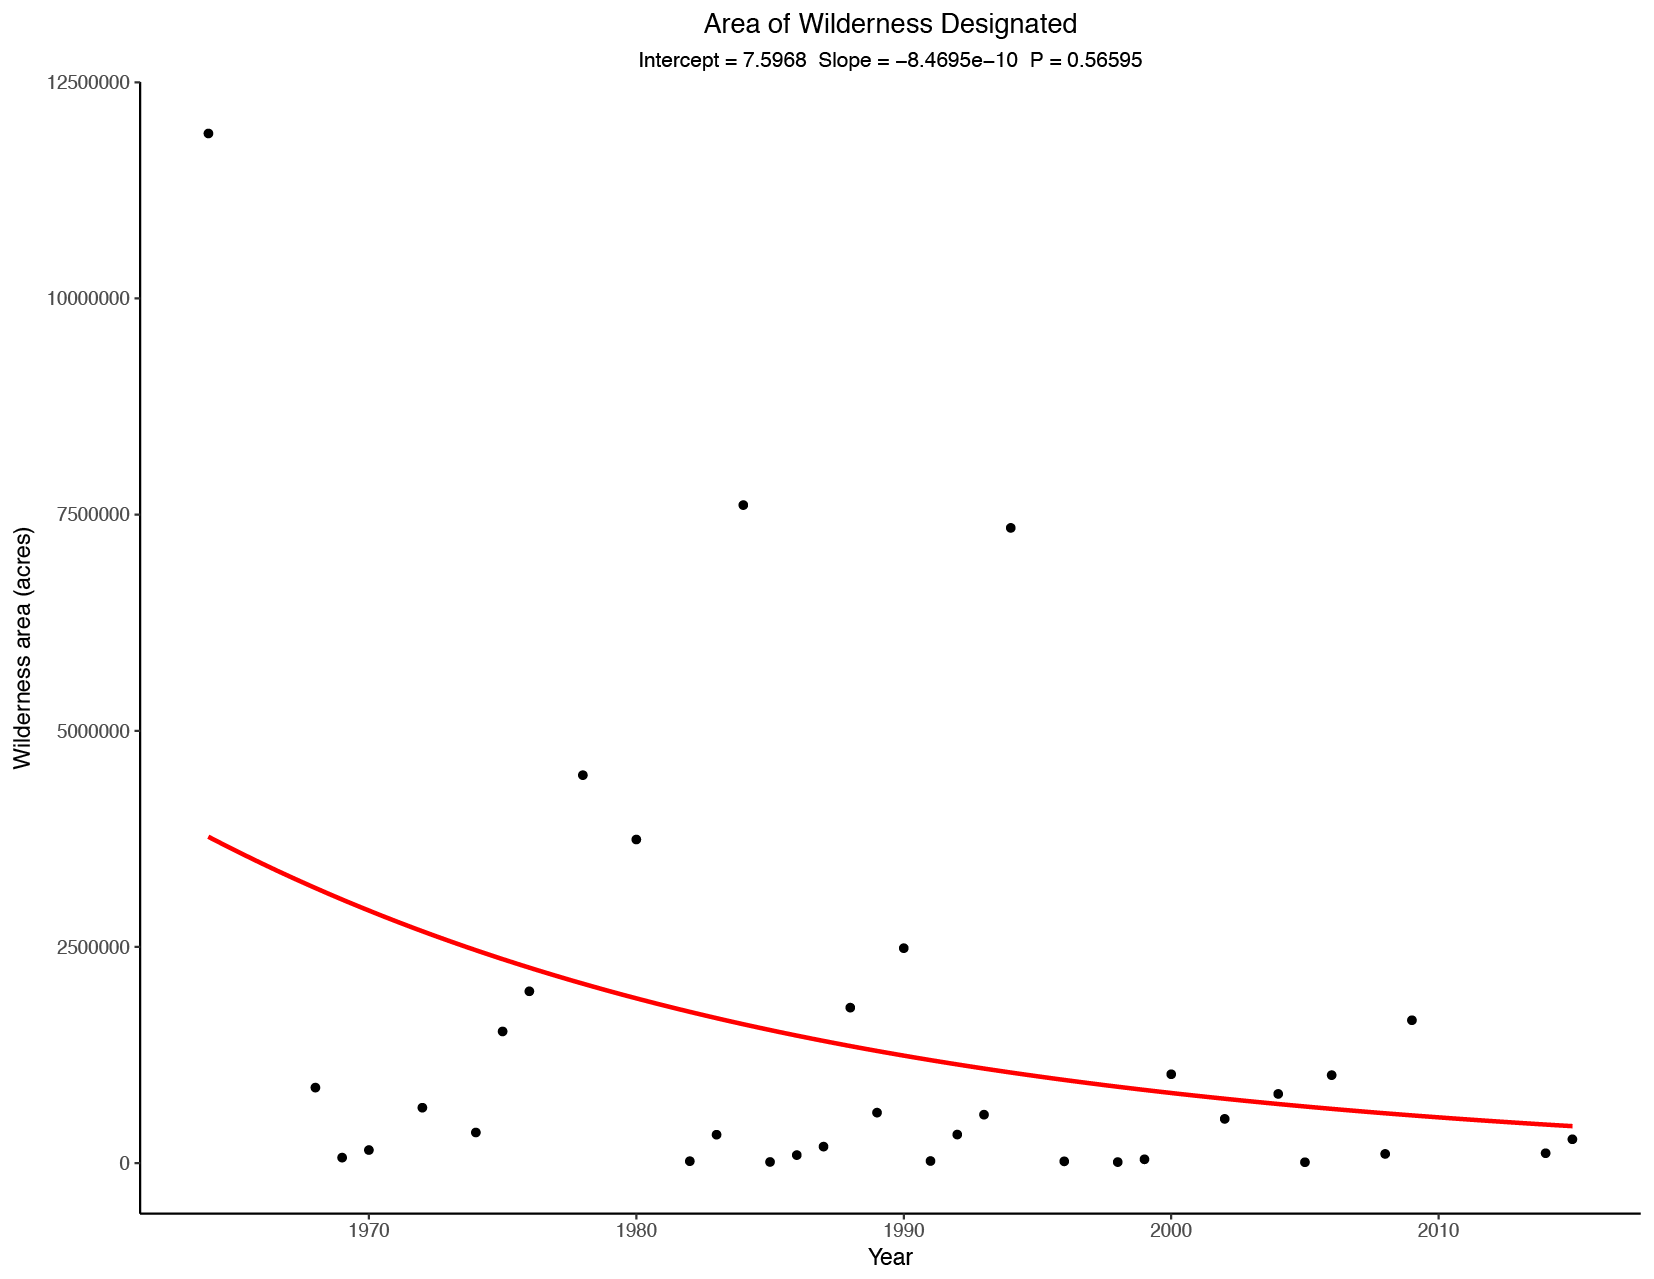 Area of Wilderness Designated
Intercept = 7.5968 Slope = −8.4695e−10 P = 0.56595
12500000
10000000
7500000
5000000
2500000
0
Wilderness area (acres)
1970 1980 1990 2000 2010
Year